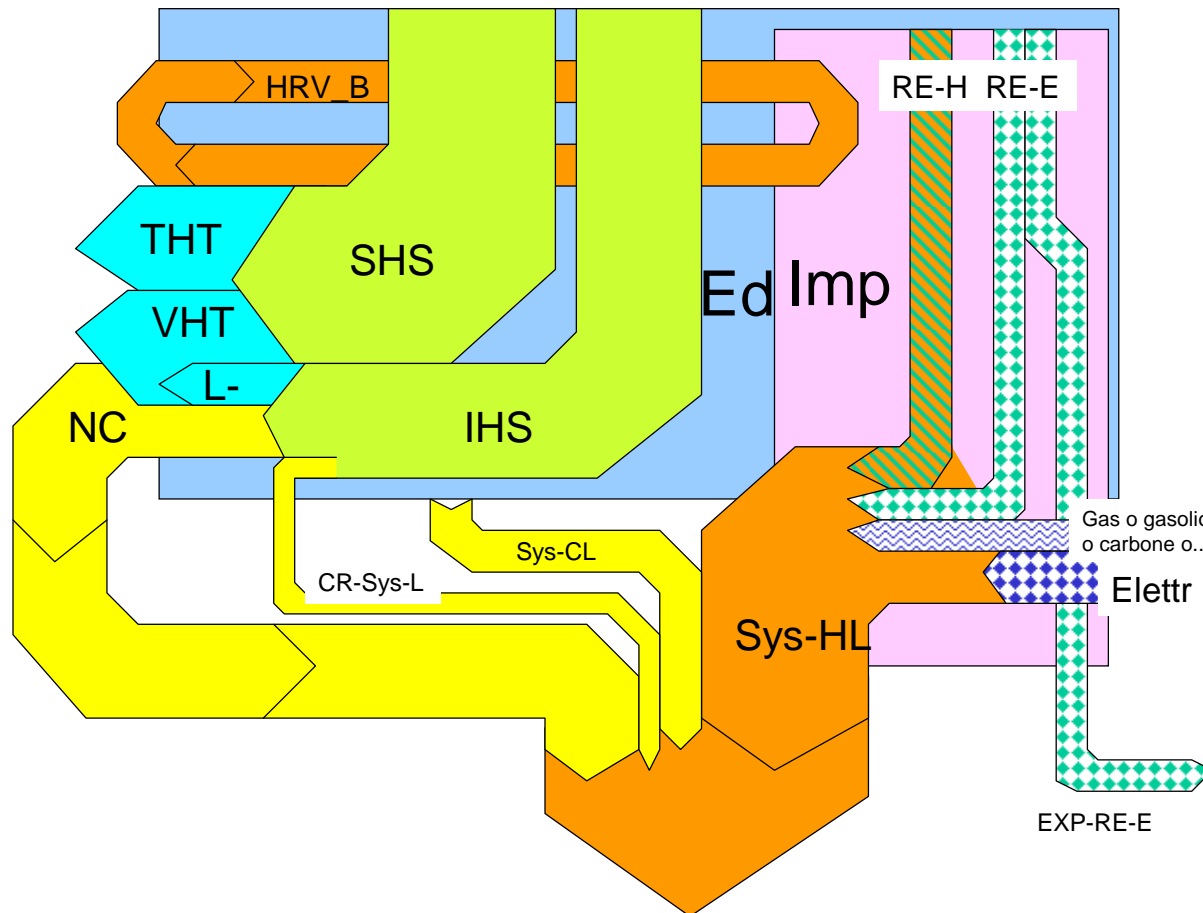 HRV_B
RE-H RE-E
THT
SHS
Ed Imp
VHT
L-
NC
IHS
Gas o gasolio
o carbone o..
Sys-CL
CR-Sys-L
Elettr
Sys-HL
EXP-RE-E